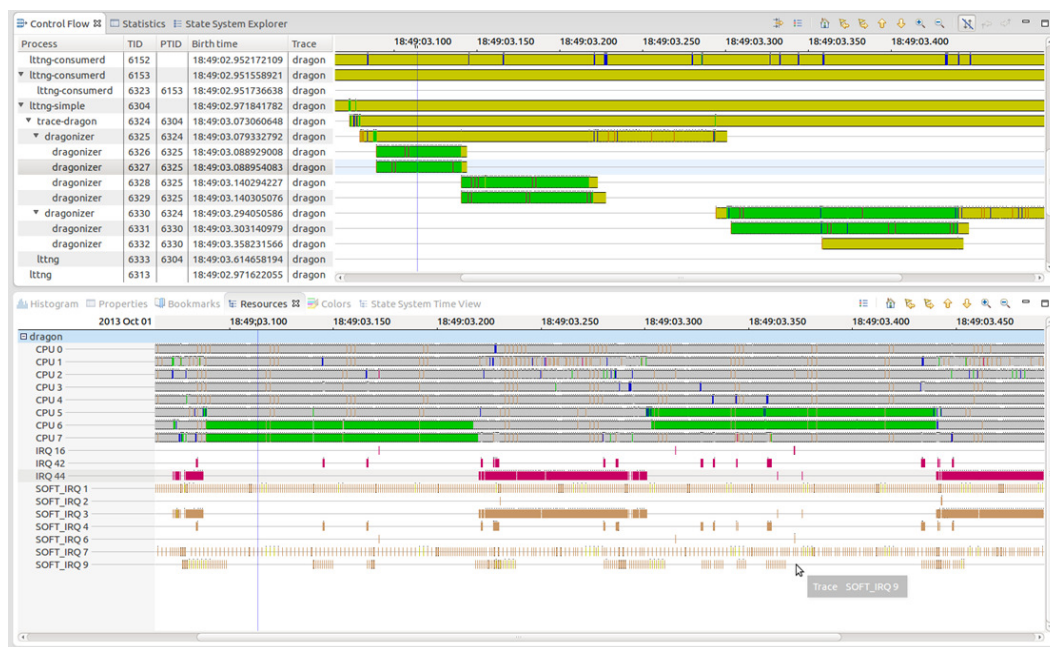 Control Flow Statistics State System Explorer
Process TID PTID Birth time Trace 18:49:03.100 18:49:03.150 18:49:03.200 18:49:03.250 18:49:03.300 18:49:03.350 18:49:03.400
lttng-consumerd 6152 18:49:02.952172109 dragon
lttng-consumerd 6153 18:49:02.951558921 dragon
lttng-consumerd 6323 6153 18:49:02.951736638 dragon
lttng-simple 6304 18:49:02.971841782 dragon
trace-dragon 6324 6304 18:49:03.073060648 dragon
dragonizer 6325 6324 18:49:03.079332792 dragon
dragonizer 6326 6325 18:49:03.088929008 dragon
dragonizer 6327 6325 18:49:03.088954083 dragon
dragonizer 6328 6325 18:49:03.140294227 dragon
dragonizer 6329 6325 18:49:03.140305076 dragon
dragonizer 6330 6324 18:49:03.294050586 dragon
dragonizer 6331 6330 18:49:03.303140979 dragon
dragonizer 6332 6330 18:49:03.358231566 dragon
lttng 6333 6304 18:49:03.614658194 dragon
lttng 6313 18:49:02.971622055 dragon
Histogram Properties Bookmarks Resources Colors State System Time View
2013 Oct 01 18:49:03.100 18:49:03.150 18:49:03.200 18:49:03.250 18:49:03.300 18:49:03.350 18:49:03.400 18:49:03.450
dragon
CPU 0
CPU 1
CPU 2
CPU 3
CPU 4
CPU 5
CPU 6
CPU 7
IRQ 16
IRQ 42
IRQ 44
SOFT_IRQ 1
SOFT_IRQ 2
SOFT_IRQ 3
SOFT_IRQ 4
SOFT_IRQ 6
SOFT_IRQ 7
SOFT_IRQ 9
Trace SOFT_IRQ 9